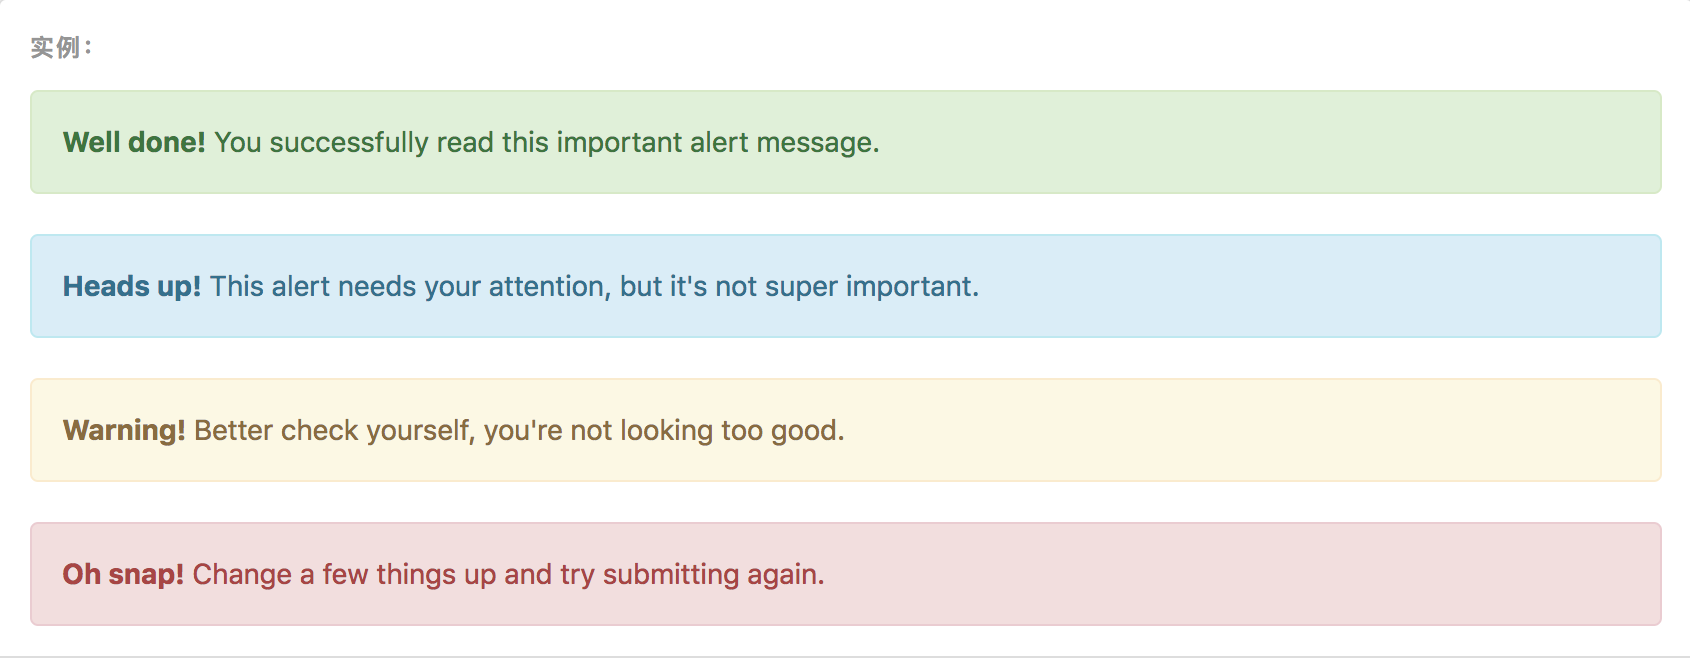 实例：
Well done! You successfully read this important alert message.
Heads up! This alert needs your attention, but it's not super important.
Warning! Better check yourself, you're not looking too good.
Oh snap! Change a few things up and try submitting again.